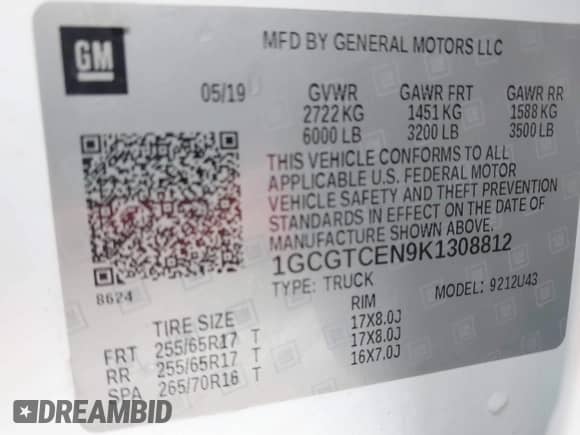 GM
MFD BY GENERAL MOTORS LLC
05/19 GVWR GAWR FRT GAWR RR
2722 KG 1451 KG 1588 KG
6000 LB 3200 LB 3500 LB
THIS VEHICLE CONFORMS TO ALL
APPLICABLE U.S. FEDERAL MOTOR
VEHICLE SAFETY AND THEFT PREVENTION
STANDARDS IN EFFECT ON THE DATE OF
MANUFACTURE SHOWN ABOVE.
1GCGTCEN9K1308812
8624
TYPE: TRUCK MODEL: 9212U43
TIRE SIZE RIM
FRT 255/65R17 T 17X8.0J
RR 255/65R17 T 17X8.0J
SPA 265/70R16 T 16X7.0J
DREAMBID